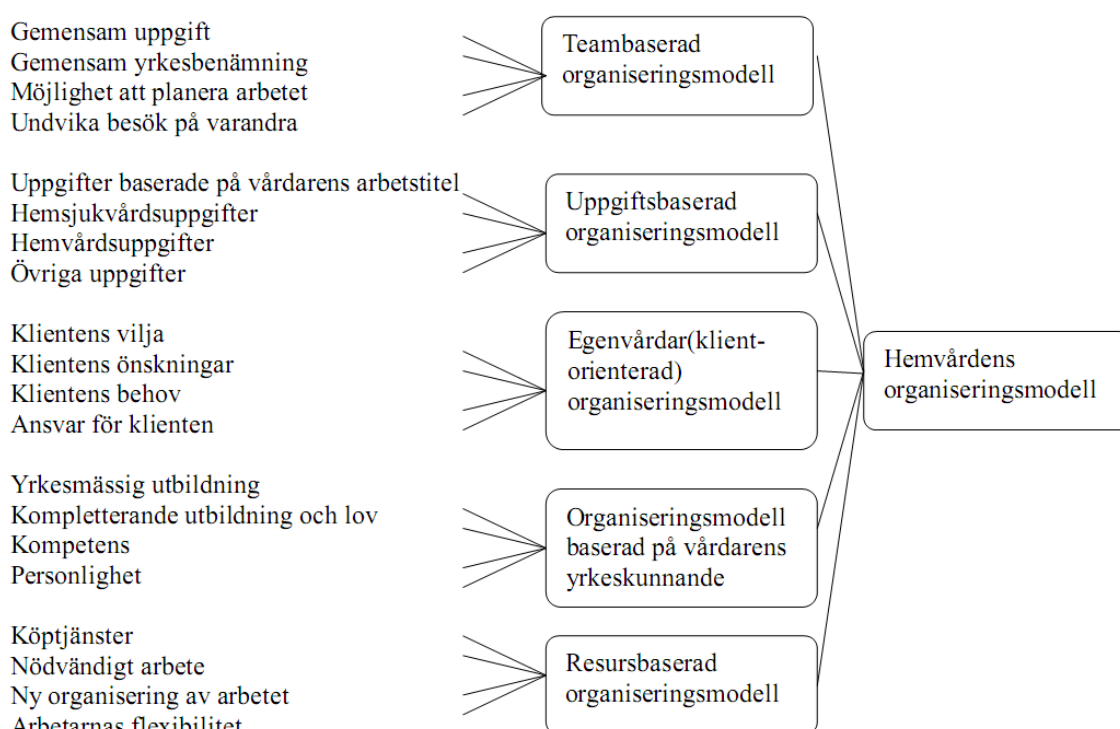 Gemensam uppgift
Gemensam yrkesbenämning
Möjlighet att planera arbetet
Undvika besök på varandra
Teambaserad
organiseringsmodell
Uppgifter baserade på vårdarens arbetstitel
Hemsjukvårdsuppgifter
Hemvårdsuppgifter
Övriga uppgifter
Uppgiftsbaserad
organiseringsmodell
Klientens vilja
Klientens önskningar
Klientens behov
Ansvar för klienten
Egenvårdar(klient-
orienterad)
organiseringsmodell
Yrkesmässig utbildning
Kompletterande utbildning och lov
Kompetens
Personlighet
Organiseringsmodell
baserad på vårdarens
yrkeskunnande
Köptjänster
Nödvändigt arbete
Ny organisering av arbetet
Arbetarnas flexibilitet
Resursbaserad
organiseringsmodell
Hemvårdens
organiseringsmodell